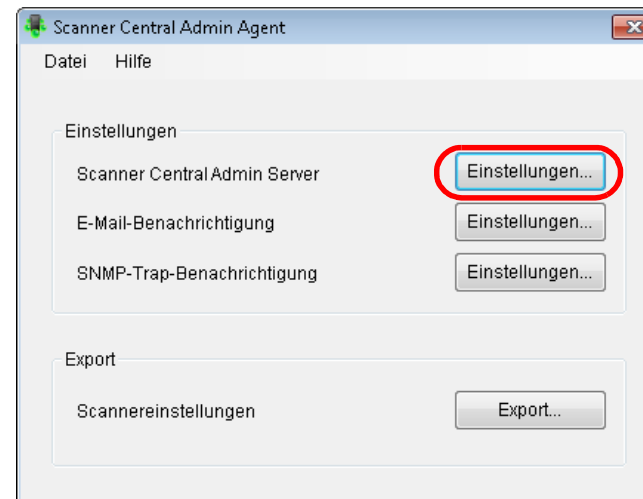 Scanner Central Admin Agent
Datei Hilfe
Einstellungen
Scanner Central Admin Server Einstellungen...
E-Mail-Benachrichtigung Einstellungen...
SNMP-Trap-Benachrichtigung Einstellungen...
Export
Scannereinstellungen Export...